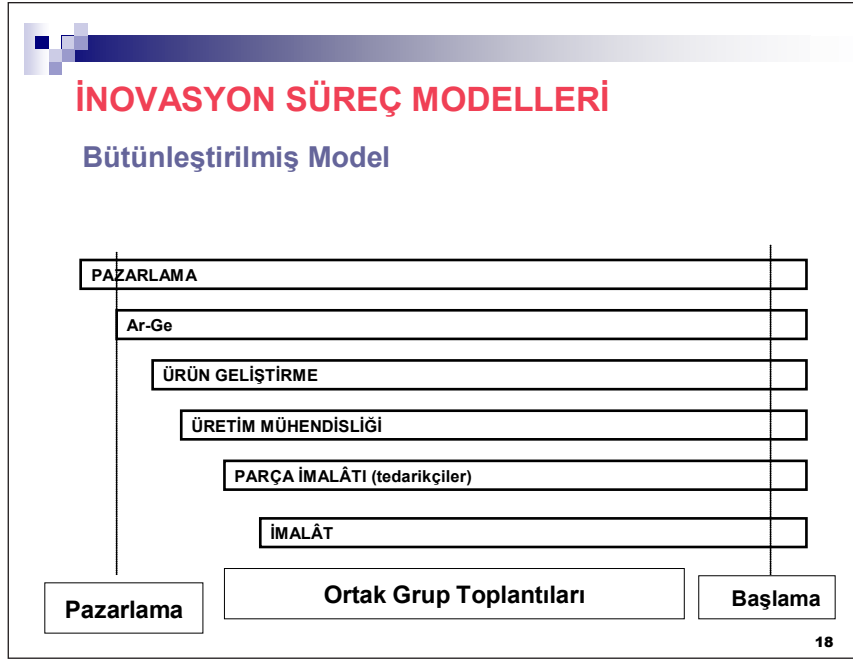 İNOVASYON SÜREÇ MODELLERİ
Bütünleştirilmiş Model
PAZARLAMA
Ar-Ge
ÜRÜN GELİŞTİRME
ÜRETİM MÜHENDİSLİĞİ
PARÇA İMALÂTI (tedarikçiler)
İMALÂT
Pazarlama
Ortak Grup Toplantıları
Başlama
18